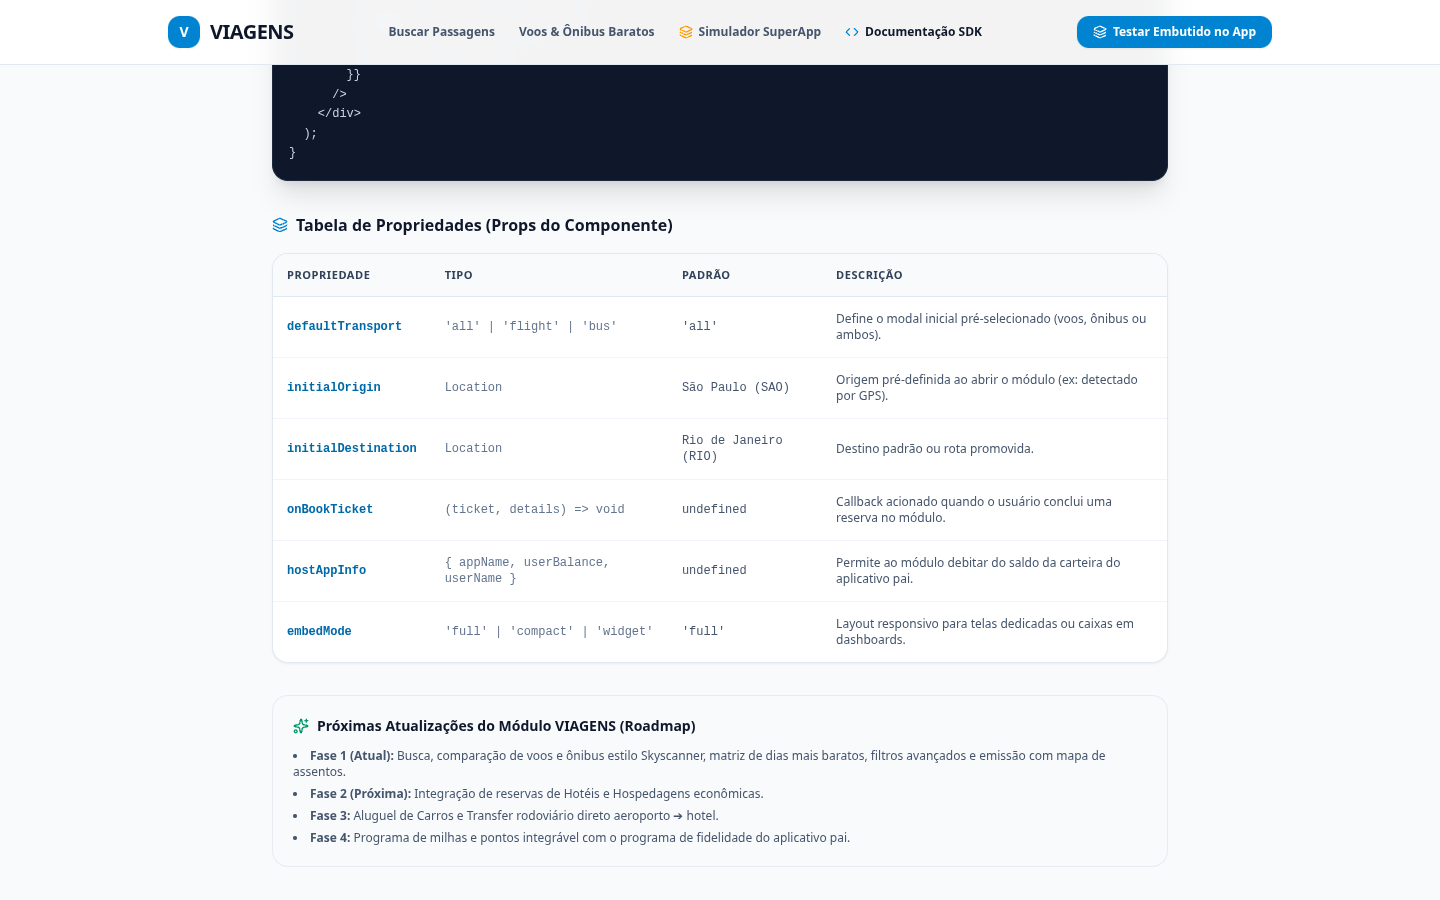 V VIAGENS Buscar Passagens Voos & Ônibus Baratos Simulador SuperApp Documentação SDK Testar Embutido no App
}}
/>
</div>
);
}
Tabela de Propriedades (Props do Componente)
PROPRIEDADE TIPO PADRÃO DESCRIÇÃO
defaultTransport 'all' | 'flight' | 'bus' 'all' Define o modal inicial pré-selecionado (voos, ônibus ou
ambos).
initialOrigin Location São Paulo (SAO) Origem pré-definida ao abrir o módulo (ex: detectado
por GPS).
initialDestination Location Rio de Janeiro
(RIO) Destino padrão ou rota promovida.
onBookTicket (ticket, details) => void undefined Callback acionado quando o usuário conclui uma
reserva no módulo.
hostAppInfo { appName, userBalance,
userName } undefined Permite ao módulo debitar do saldo da carteira do
aplicativo pai.
embedMode 'full' | 'compact' | 'widget' 'full' Layout responsivo para telas dedicadas ou caixas em
dashboards.
Próximas Atualizações do Módulo VIAGENS (Roadmap)
• Fase 1 (Atual): Busca, comparação de voos e ônibus estilo Skyscanner, matriz de dias mais baratos, filtros avançados e emissão com mapa de
assentos.
• Fase 2 (Próxima): Integração de reservas de Hotéis e Hospedagens econômicas.
• Fase 3: Aluguel de Carros e Transfer rodoviário direto aeroporto ➔ hotel.
• Fase 4: Programa de milhas e pontos integrável com o programa de fidelidade do aplicativo pai.